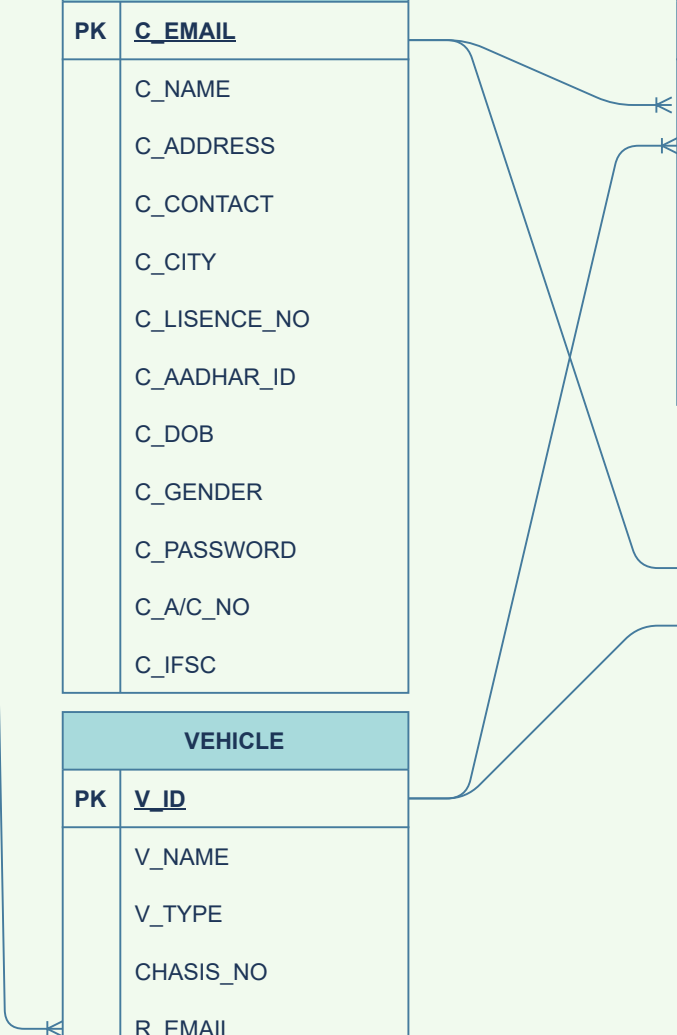 PK C_EMAIL
C_NAME
C_ADDRESS
C_CONTACT
C_CITY
C_LISENCE_NO
C_AADHAR_ID
C_DOB
C_GENDER
C_PASSWORD
C_A/C_NO
C_IFSC
VEHICLE
PK V_ID
V_NAME
V_TYPE
CHASIS_NO
R_EMAIL